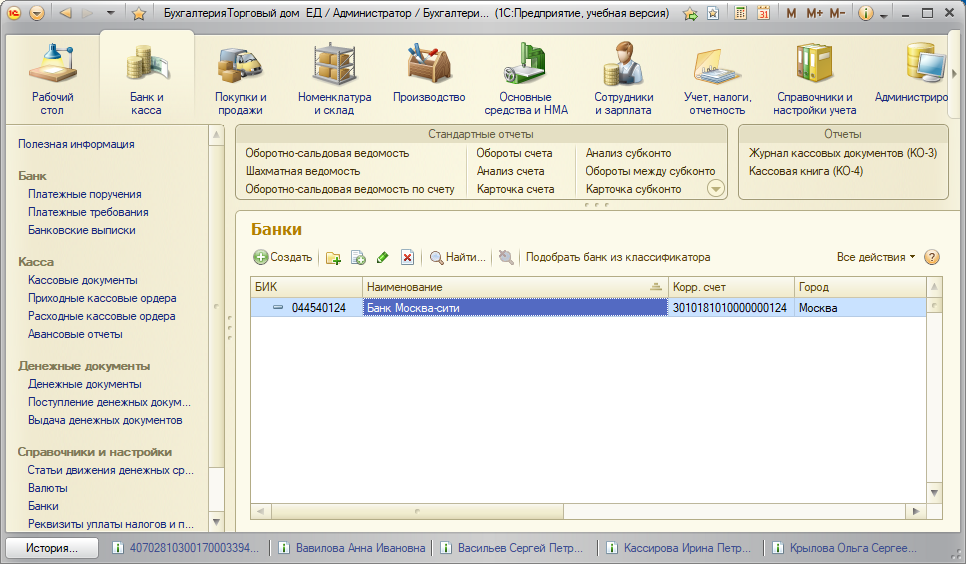 БухгалтерияТорговый дом ЕД / Администратор / Бухгалтери... (1С:Предприятие, учебная версия)
M M+ M-
31
Рабочий стол
Банк и касса
Покупки и продажи
Номенклатура и склад
Производство
Основные средства и НМА
Сотрудники и зарплата
Учет, налоги, отчетность
Справочники и настройки учета
Администриро
Полезная информация
Банк
Платежные поручения
Платежные требования
Банковские выписки
Касса
Кассовые документы
Приходные кассовые ордера
Расходные кассовые ордера
Авансовые отчеты
Денежные документы
Денежные документы
Поступление денежных докум...
Выдача денежных документов
Справочники и настройки
Статьи движения денежных ср...
Валюты
Банки
Реквизиты уплаты налогов и п...
Стандартные отчеты
Оборотно-сальдовая ведомость
Шахматная ведомость
Оборотно-сальдовая ведомость по счету
Обороты счета
Анализ счета
Карточка счета
Анализ субконто
Обороты между субконто
Карточка субконто
Отчеты
Журнал кассовых документов (КО-3)
Кассовая книга (КО-4)
Банки
Создать Найти... Подобрать банк из классификатора Все действия ?
БИК Наименование Корр. счет Город
044540124 Банк Москва-сити 3010181010000000124 Москва
История... 40702810300170003394... Вавилова Анна Ивановна Васильев Сергей Петр... Кассирова Ирина Петр... Крылова Ольга Сергее...